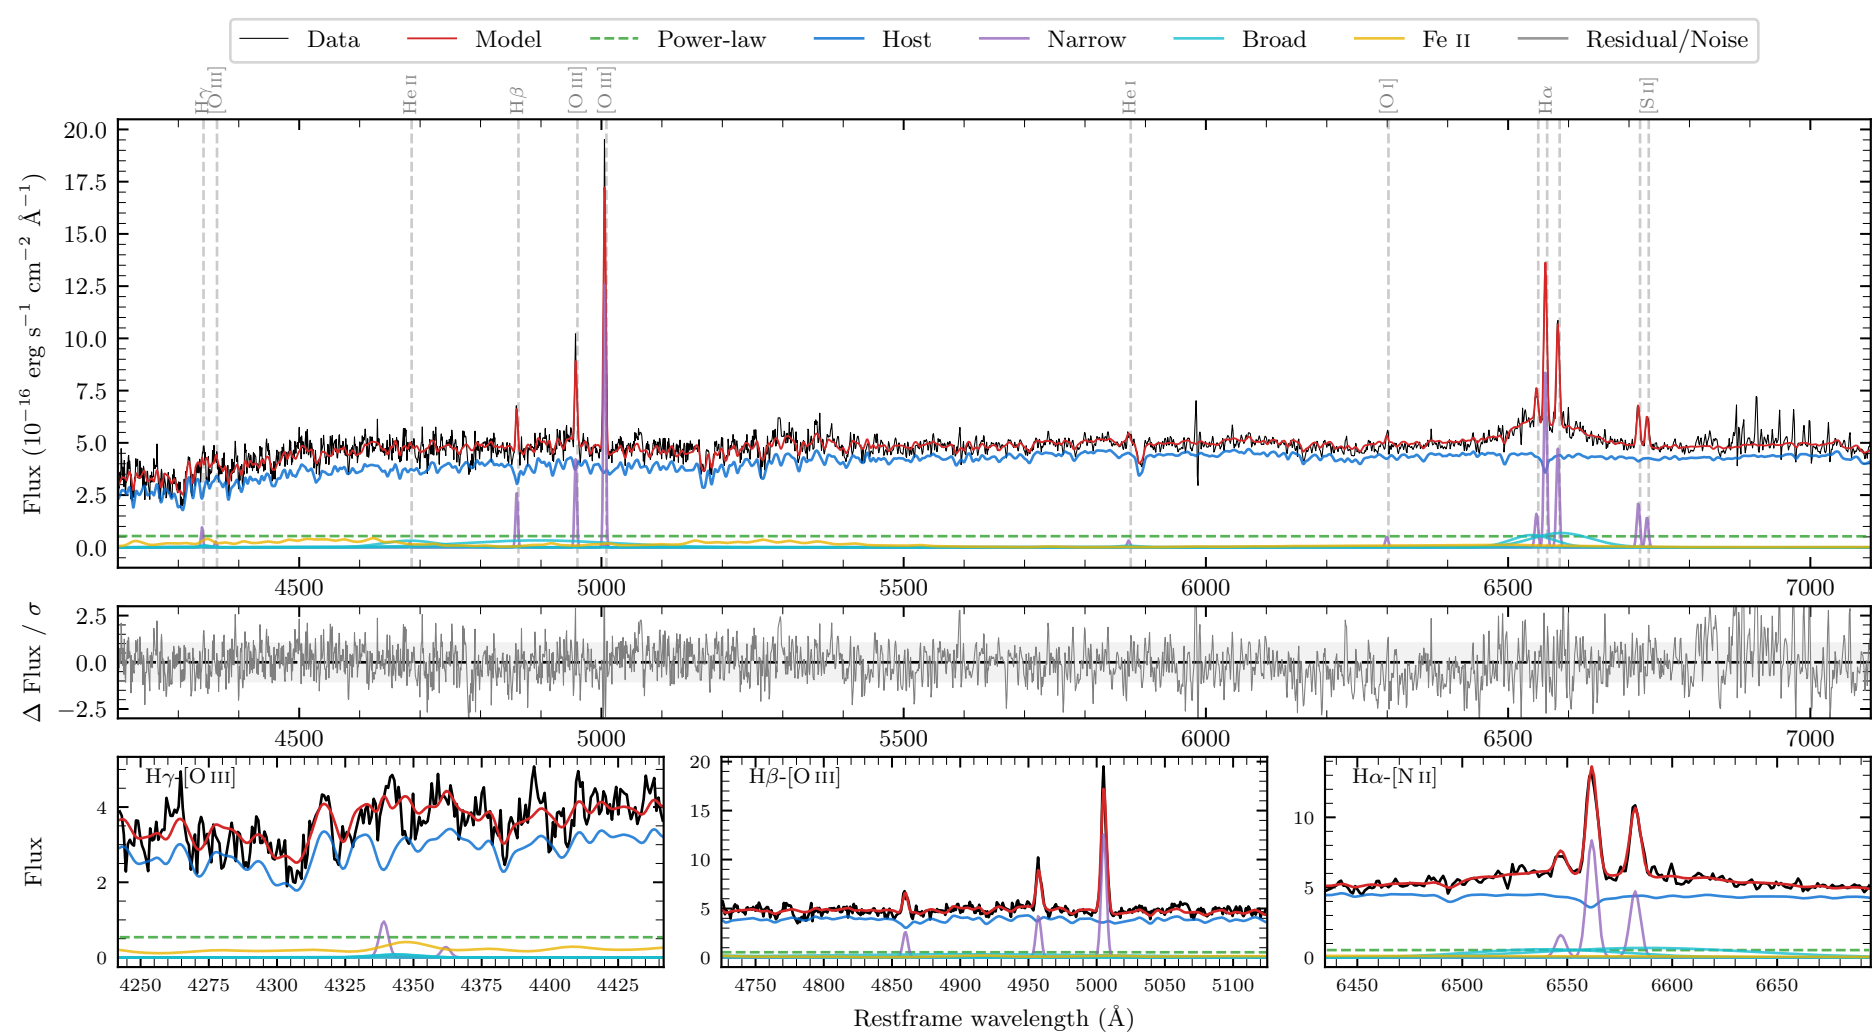 Data Model Power-law Host Narrow Broad Fe II Residual/Noise
Hγ [O III] He II Hβ [O III] [O III] He I [O I] Hα [S II]
Flux (10⁻¹⁶ erg s⁻¹ cm⁻² Å⁻¹)
20.0
17.5
15.0
12.5
10.0
7.5
5.0
2.5
0.0
4500 5000 5500 6000 6500 7000
Δ Flux / σ
2.5
0.0
−2.5
4500 5000 5500 6000 6500 7000
Flux
Hγ-[O III]
4
2
0
4250 4275 4300 4325 4350 4375 4400 4425
Hβ-[O III]
20
15
10
5
0
4750 4800 4850 4900 4950 5000 5050 5100
Hα-[N II]
10
5
0
6450 6500 6550 6600 6650
Restframe wavelength (Å)